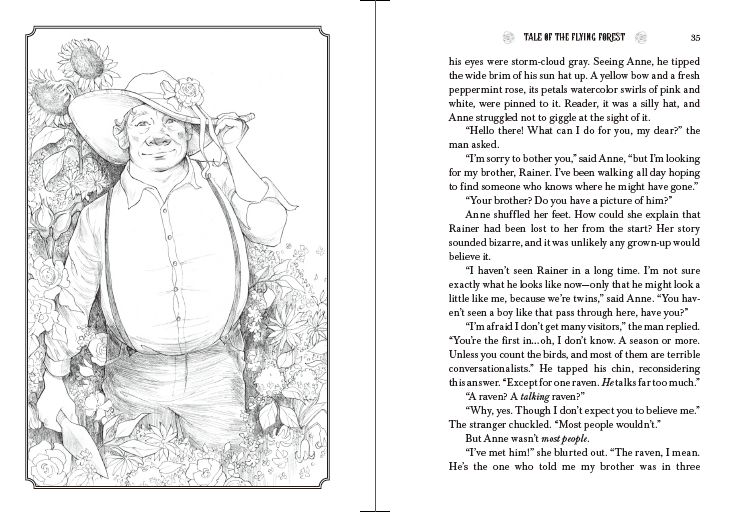 TALE OF THE FLYING FOREST
35
his eyes were storm-cloud gray. Seeing Anne, he tipped
the wide brim of his sun hat up. A yellow bow and a fresh
peppermint rose, its petals watercolor swirls of pink and
white, were pinned to it. Reader, it was a silly hat, and
Anne struggled not to giggle at the sight of it.
“Hello there! What can I do for you, my dear?” the
man asked.
“I’m sorry to bother you,” said Anne, “but I’m looking
for my brother, Rainer. I’ve been walking all day hoping
to find someone who knows where he might have gone.”
“Your brother? Do you have a picture of him?”
Anne shuffled her feet. How could she explain that
Rainer had been lost to her from the start? Her story
sounded bizarre, and it was unlikely any grown-up would
believe it.
“I haven’t seen Rainer in a long time. I’m not sure
exactly what he looks like now—only that he might look a
little like me, because we’re twins,” said Anne. “You hav-
en’t seen a boy like that pass through here, have you?”
“I’m afraid I don’t get many visitors,” the man replied.
“You’re the first in...oh, I don’t know. A season or more.
Unless you count the birds, and most of them are terrible
conversationalists.” He tapped his chin, reconsidering
this answer. “Except for one raven. He talks far too much.”
“A raven? A talking raven?”
“Why, yes. Though I don’t expect you to believe me.”
The stranger chuckled. “Most people wouldn’t.”
But Anne wasn’t most people.
“I’ve met him!” she blurted out. “The raven, I mean.
He’s the one who told me my brother was in three